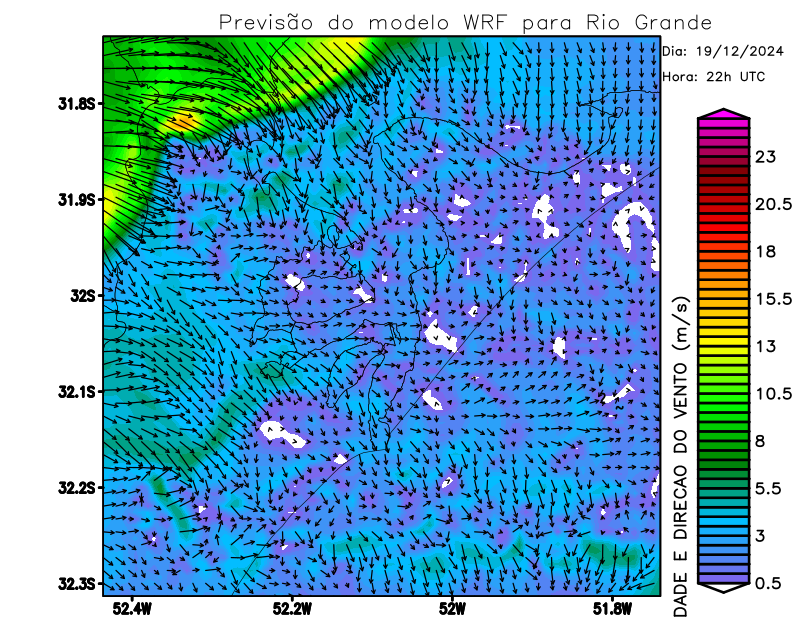 Previsão do modelo WRF para Rio Grande
Dia: 19/12/2024
Hora: 22h UTC
31.8S
31.9S
32S
32.1S
32.2S
32.3S
52.4W
52.2W
52W
51.8W
23
20.5
18
15.5
13
10.5
8
5.5
3
0.5
DADE E DIRECAO DO VENTO (m/s)